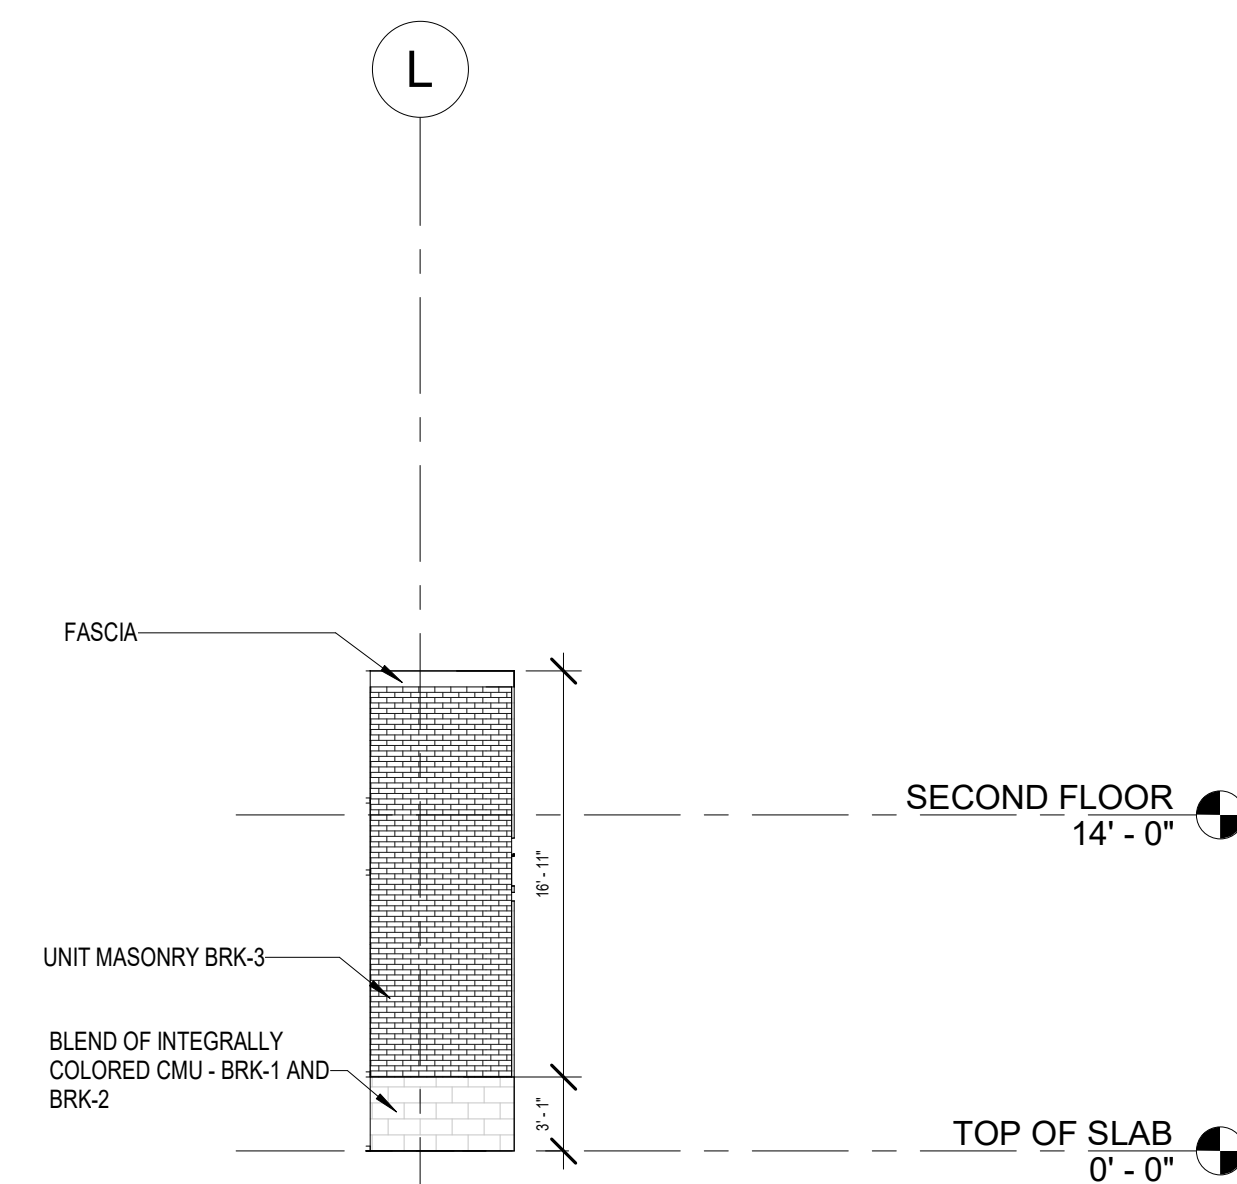 L
FASCIA
SECOND FLOOR
14' - 0"
16' - 11"
UNIT MASONRY BRK-3
BLEND OF INTEGRALLY
COLORED CMU - BRK-1 AND
BRK-2
3' - 1"
TOP OF SLAB
0' - 0"